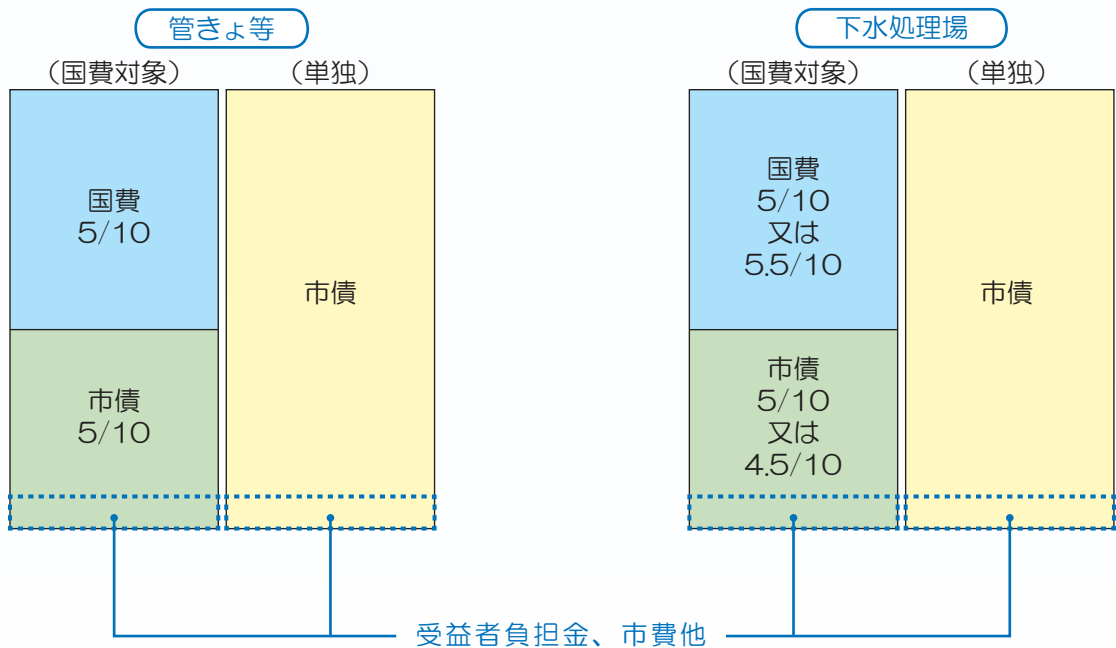 管きょ等
(国費対象)
(単独)
国費
5/10
市債
5/10
市債
下水処理場
(国費対象)
(単独)
国費
5/10
又は
5.5/10
市債
5/10
又は
4.5/10
市債
受益者負担金、市費他